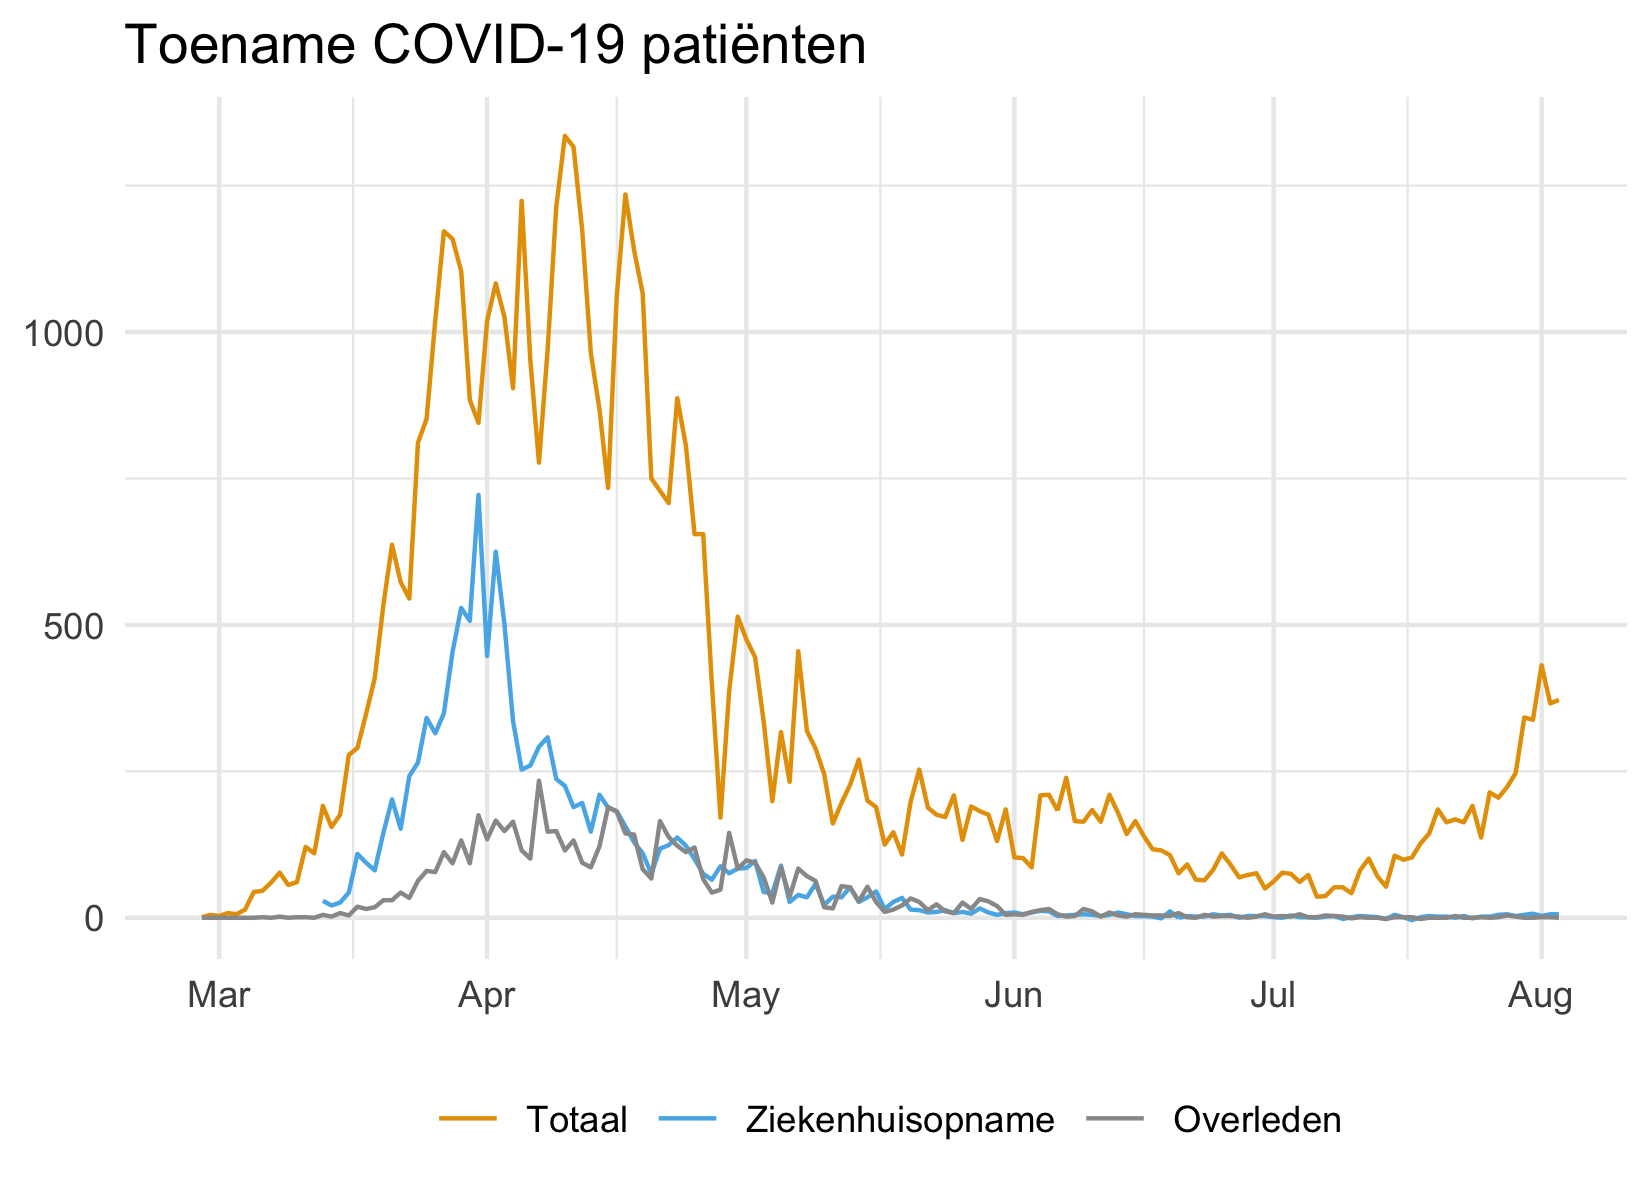 Toename COVID-19 patiënten
1000
500
0
Mar Apr May Jun Jul Aug
Totaal Ziekenhuisopname Overleden